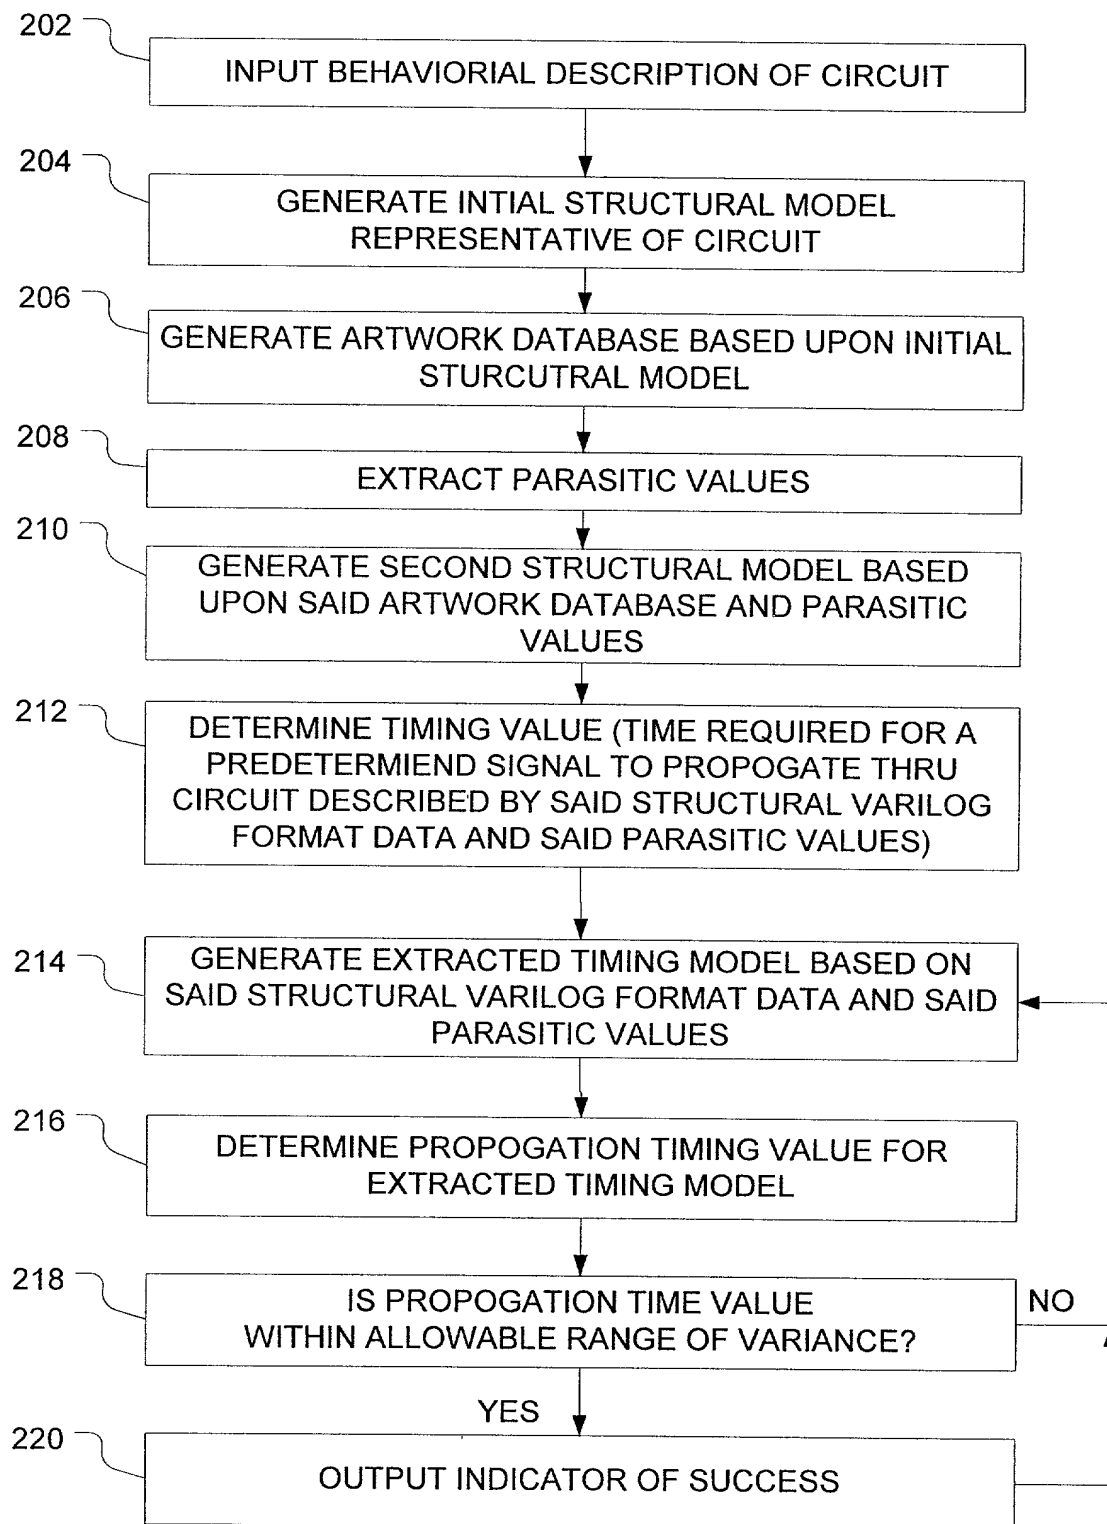 202
INPUT BEHAVIORIAL DESCRIPTION OF CIRCUIT
204
GENERATE INTIAL STRUCTURAL MODEL
REPRESENTATIVE OF CIRCUIT
206
GENERATE ARTWORK DATABASE BASED UPON INITIAL
STURCUTRAL MODEL
208
EXTRACT PARASITIC VALUES
210
GENERATE SECOND STRUCTURAL MODEL BASED
UPON SAID ARTWORK DATABASE AND PARASITIC
VALUES
212
DETERMINE TIMING VALUE (TIME REQUIRED FOR A
PREDETERMIEND SIGNAL TO PROPOGATE THRU
CIRCUIT DESCRIBED BY SAID STRUCTURAL VARILOG
FORMAT DATA AND SAID PARASITIC VALUES)
214
GENERATE EXTRACTED TIMING MODEL BASED ON
SAID STRUCTURAL VARILOG FORMAT DATA AND SAID
PARASITIC VALUES
216
DETERMINE PROPOGATION TIMING VALUE FOR
EXTRACTED TIMING MODEL
218
IS PROPOGATION TIME VALUE
WITHIN ALLOWABLE RANGE OF VARIANCE?
NO
YES
220
OUTPUT INDICATOR OF SUCCESS